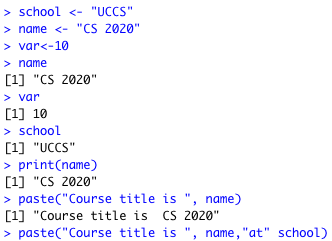 > school <- "UCCS"
> name <- "CS 2020"
> var<-10
> name
[1] "CS 2020"
> var
[1] 10
> school
[1] "UCCS"
> print(name)
[1] "CS 2020"
> paste("Course title is ", name)
[1] "Course title is  CS 2020"
> paste("Course title is ", name,"at" school)